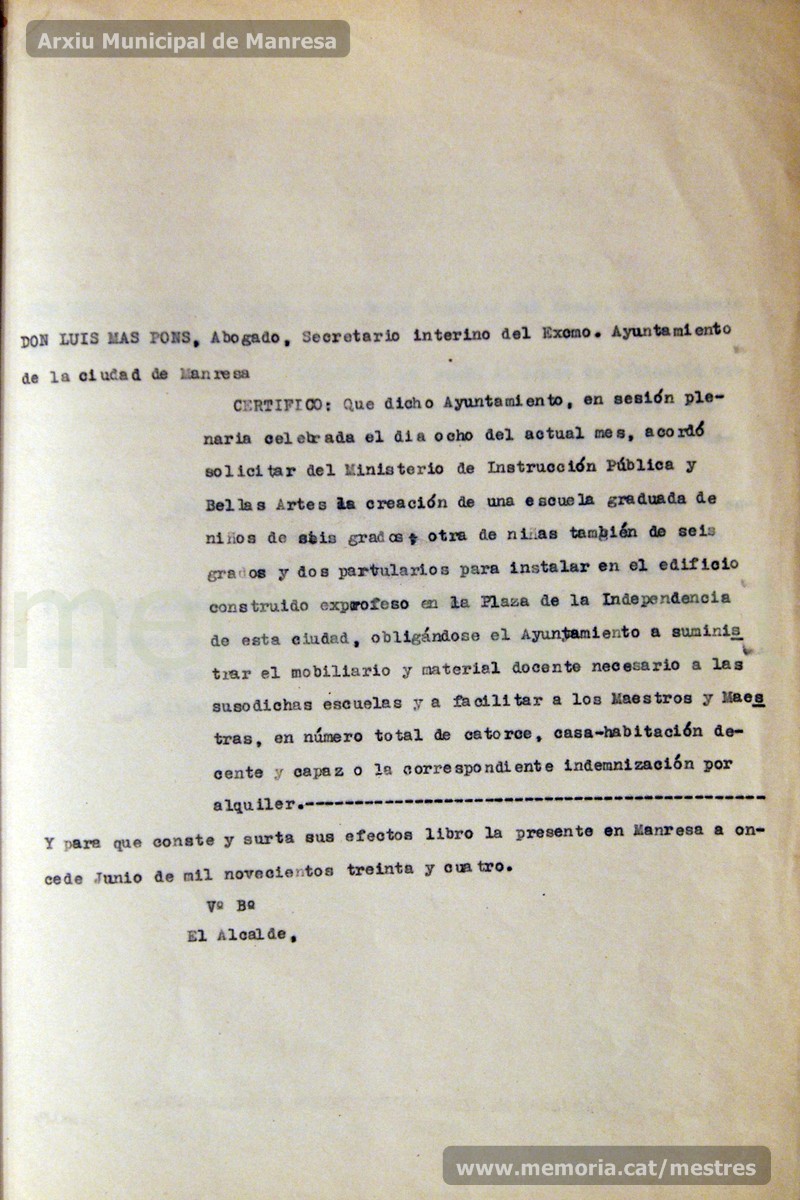 Arxiu Municipal de Manresa
DON LUIS MAS PONS, Abogado, Secretario interino del Excmo. Ayuntamiento
de la ciudad de Manresa
CERTIFICO: Que dicho Ayuntamiento, en sesión ple-
naria celebrada el dia ocho del actual mes, acordó
solicitar del Ministerio de Instrucción Pública y
Bellas Artes la creación de una escuela graduada de
niños de seis grados, otra de niñas también de seis
grados y dos partularios para instalar en el edificio
construido exprofeso en la Plaza de la Independencia
de esta ciudad, obligándose el Ayuntamiento a suminis
trar el mobiliario y material docente necesario a las
susodichas escuelas y a facilitar a los Maestros y Maes
tras, en número total de catorce, casa-habitación de-
cente y capaz o la correspondiente indemnización por
alquiler.-----------------------------------------------
Y para que conste y surta sus efectos libro la presente en Manresa a on-
cede Junio de mil novecientos treinta y cuatro.
Vº Bº
El Alcalde,
www.memoria.cat/mestres